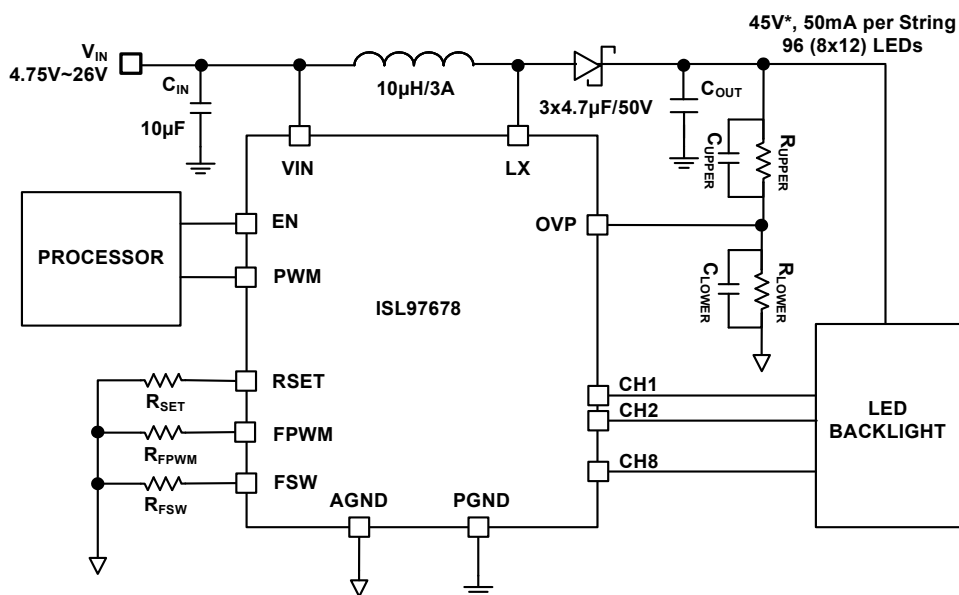 45V*, 50mA per String
96 (8x12) LEDs
VIN
4.75V~26V
CIN
10µF
10µH/3A
3x4.7µF/50V
COUT
CUPPER
RUPPER
VIN
LX
PROCESSOR
EN
PWM
OVP
ISL97678
CLOWER
RLOWER
RSET
RSET
FPWM
RFPWM
FSW
RFSW
AGND
PGND
CH1
CH2
CH8
LED
BACKLIGHT